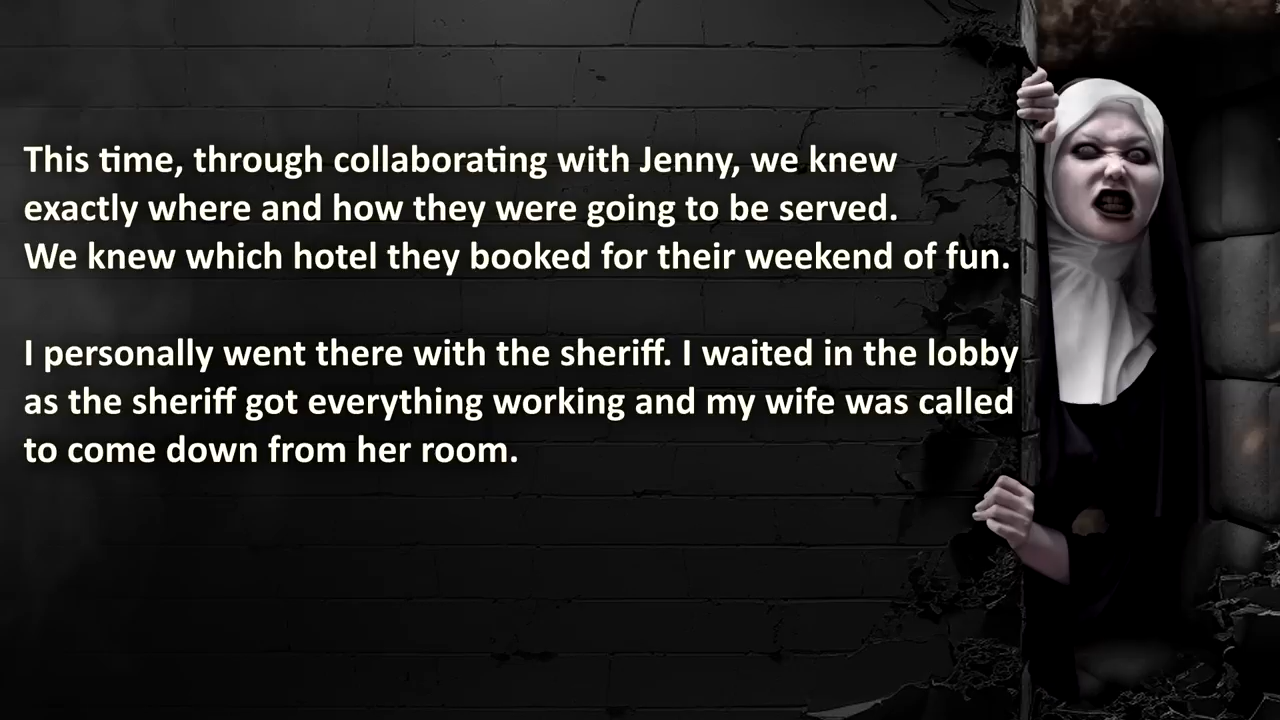 This time, through collaborating with Jenny, we knew
exactly where and how they were going to be served.
We knew which hotel they booked for their weekend of fun.
I personally went there with the sheriff. I waited in the lobby
as the sheriff got everything working and my wife was called
to come down from her room.